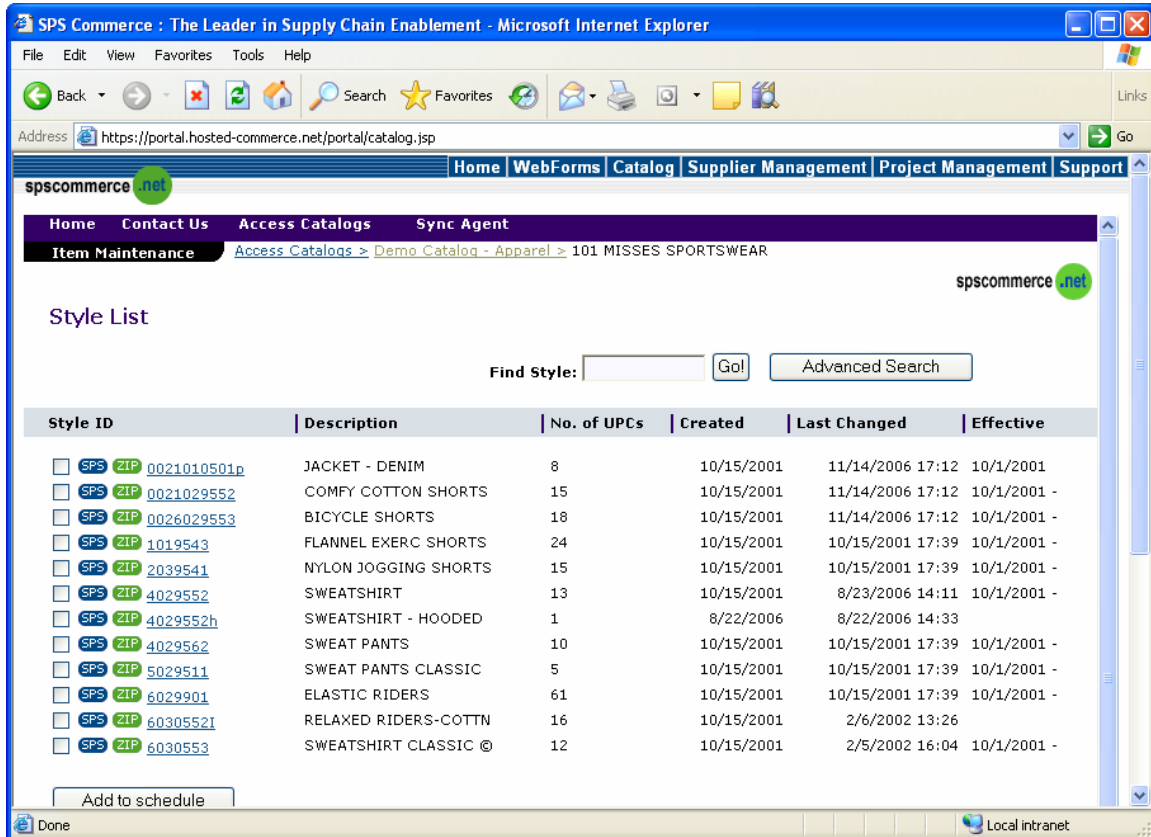 SPS Commerce : The Leader in Supply Chain Enablement - Microsoft Internet Explorer
File Edit View Favorites Tools Help
Back Search Favorites Links
Address https://portal.hosted-commerce.net/portal/catalog.jsp Go
Home | WebForms | Catalog | Supplier Management | Project Management | Support
spscommerce .net
Home Contact Us Access Catalogs Sync Agent
Item Maintenance Access Catalogs > Demo Catalog - Apparel > 101 MISSES SPORTSWEAR
spscommerce .net
Style List
Find Style: Go! Advanced Search
Style ID Description No. of UPCs Created Last Changed Effective
SPS ZIP 0021010501p JACKET - DENIM 8 10/15/2001 11/14/2006 17:12 10/1/2001
SPS ZIP 0021029552 COMFY COTTON SHORTS 15 10/15/2001 11/14/2006 17:12 10/1/2001 -
SPS ZIP 0026029553 BICYCLE SHORTS 18 10/15/2001 11/14/2006 17:12 10/1/2001 -
SPS ZIP 1019543 FLANNEL EXERC SHORTS 24 10/15/2001 10/15/2001 17:39 10/1/2001 -
SPS ZIP 2039541 NYLON JOGGING SHORTS 15 10/15/2001 10/15/2001 17:39 10/1/2001 -
SPS ZIP 4029552 SWEATSHIRT 13 10/15/2001 8/23/2006 14:11 10/1/2001 -
SPS ZIP 4029552h SWEATSHIRT - HOODED 1 8/22/2006 8/22/2006 14:33
SPS ZIP 4029562 SWEAT PANTS 10 10/15/2001 10/15/2001 17:39 10/1/2001 -
SPS ZIP 5029511 SWEAT PANTS CLASSIC 5 10/15/2001 10/15/2001 17:39 10/1/2001 -
SPS ZIP 6029901 ELASTIC RIDERS 61 10/15/2001 10/15/2001 17:39 10/1/2001 -
SPS ZIP 6030552I RELAXED RIDERS-COTTN 16 10/15/2001 2/6/2002 13:26
SPS ZIP 6030553 SWEATSHIRT CLASSIC © 12 10/15/2001 2/5/2002 16:04 10/1/2001 -
Add to schedule
Done Local intranet